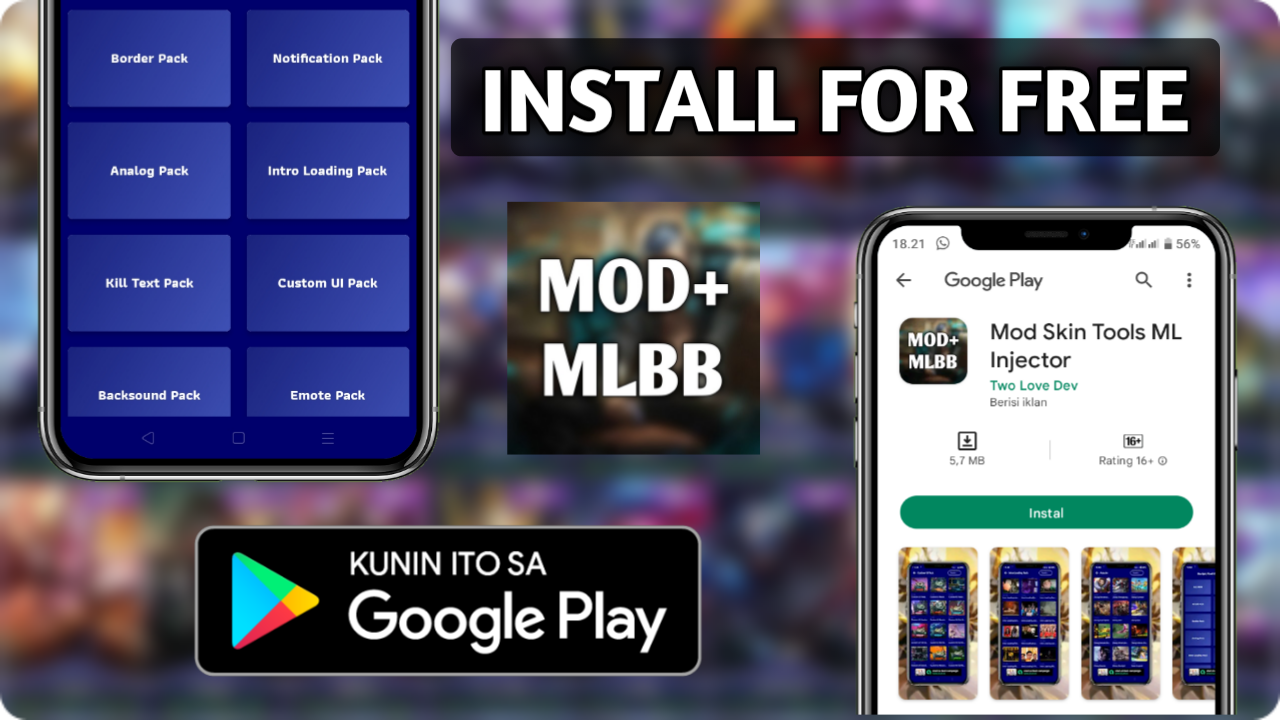 Border Pack
Notification Pack
Analog Pack
Intro Loading Pack
Kill Text Pack
Custom UI Pack
Backsound Pack
Emote Pack
INSTALL FOR FREE
MOD+
MLBB
KUNIN ITO SA
Google Play
18.21
56%
Google Play
MOD+
MLBB
Mod Skin Tools ML
Injector
Two Love Dev
Berisi iklan
5,7 MB
16+
Rating 16+
Instal